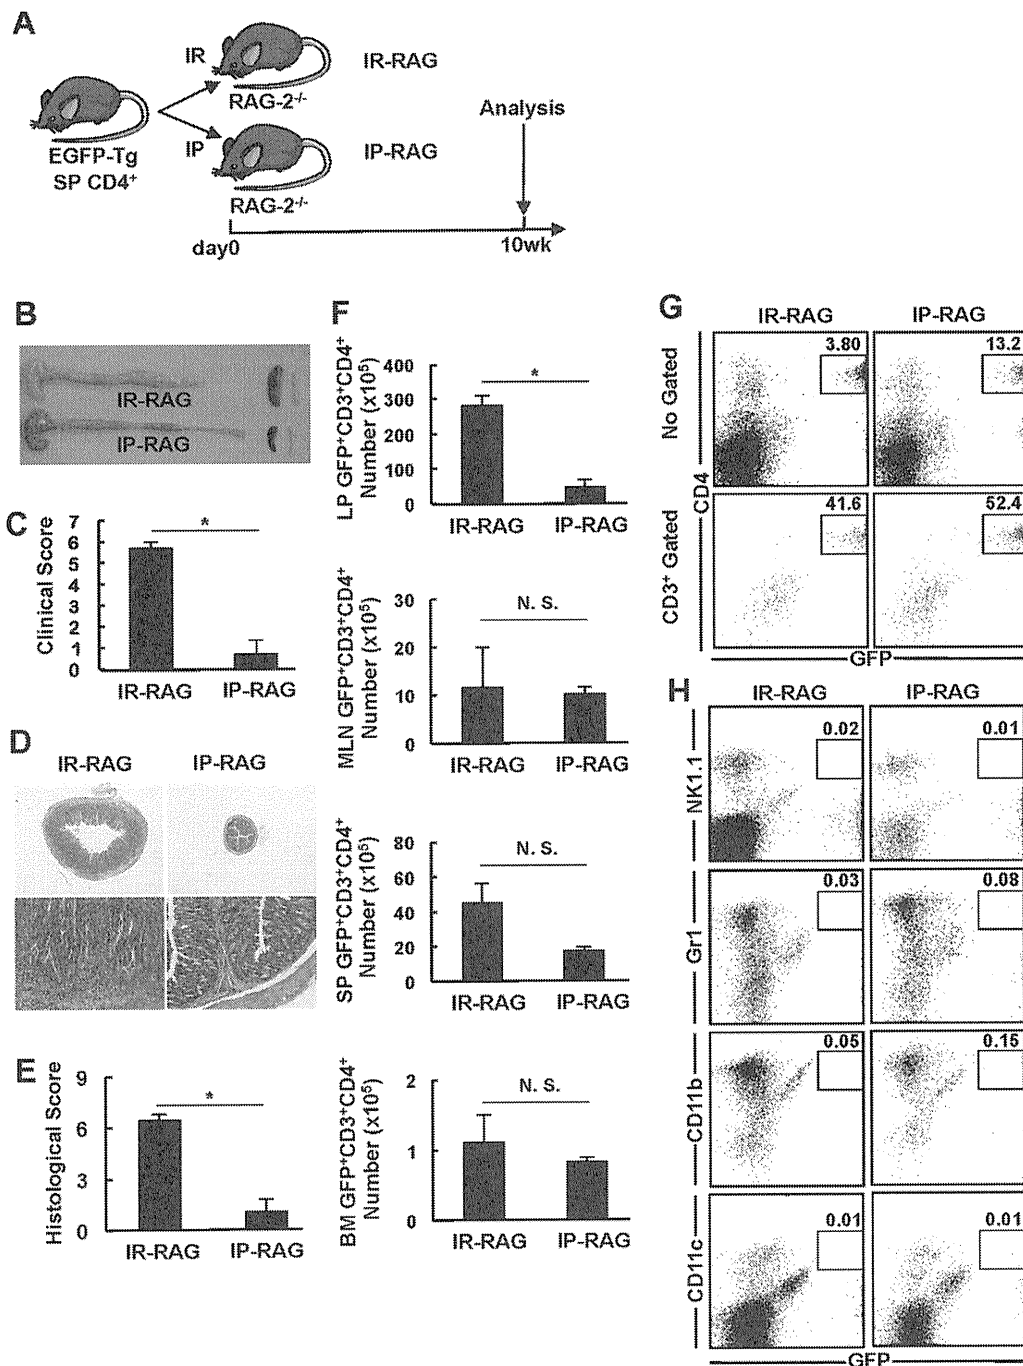 A
IR
IR-RAG
RAG-2-/-
EGFP-Tg
SP CD4+
IP
IP-RAG
RAG-2-/-
Analysis
day0
10wk
B
IR-RAG
IP-RAG
C
Clinical Score
7
6
5
4
3
2
1
0
*
IR-RAG IP-RAG
D
IR-RAG IP-RAG
E
Histological Score
9
6
3
0
*
IR-RAG IP-RAG
F
LP GFP+CD3+CD4+
Number (x10⁵)
400
300
200
100
0
*
IR-RAG IP-RAG
MLN GFP+CD3+CD4+
Number (x10⁵)
30
20
10
0
N. S.
IR-RAG IP-RAG
SP GFP+CD3+CD4+
Number (x10⁵)
80
60
40
20
0
N. S.
IR-RAG IP-RAG
BM GFP+CD3+CD4+
Number (x10⁵)
2
1
0
N. S.
IR-RAG IP-RAG
G
IR-RAG IP-RAG
No Gated
3.80 13.2
CD4
CD3+ Gated
41.6 52.4
GFP
H
IR-RAG IP-RAG
NK1.1
0.02 0.01
Gr1
0.03 0.08
CD11b
0.05 0.15
CD11c
0.01 0.01
GFP